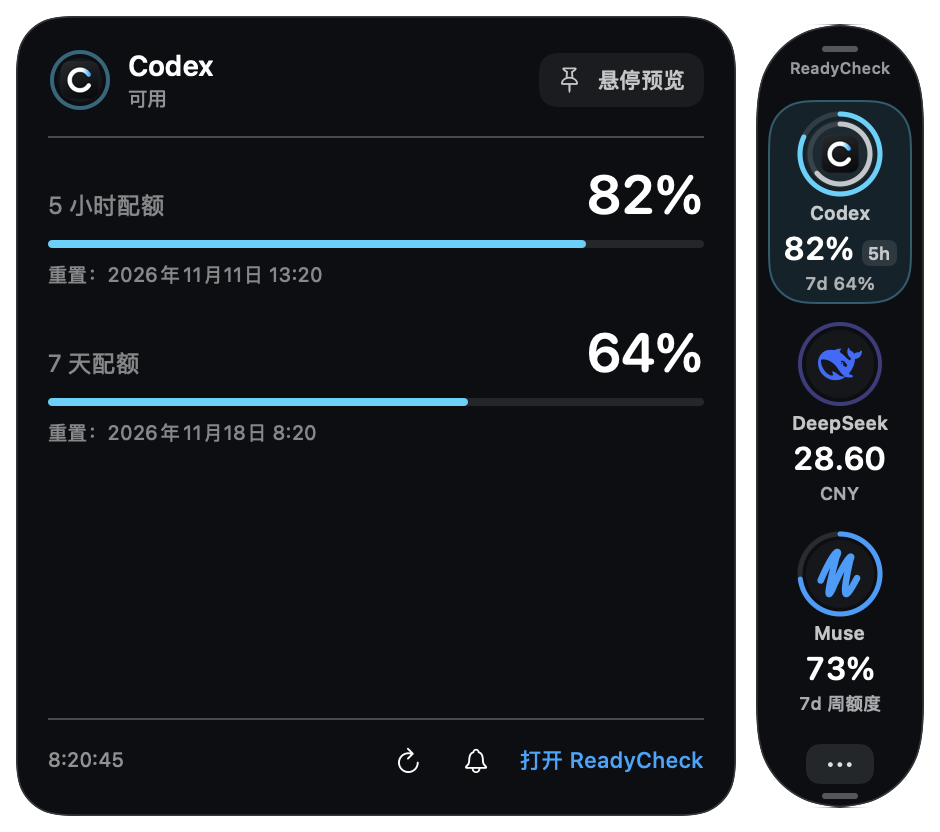 Codex
可用
悬停预览
5 小时配额
82%
重置：2026年11月11日 13:20
7 天配额
64%
重置：2026年11月18日 8:20
8:20:45
打开 ReadyCheck
ReadyCheck
Codex
82% 5h
7d 64%
DeepSeek
28.60
CNY
Muse
73%
7d 周额度